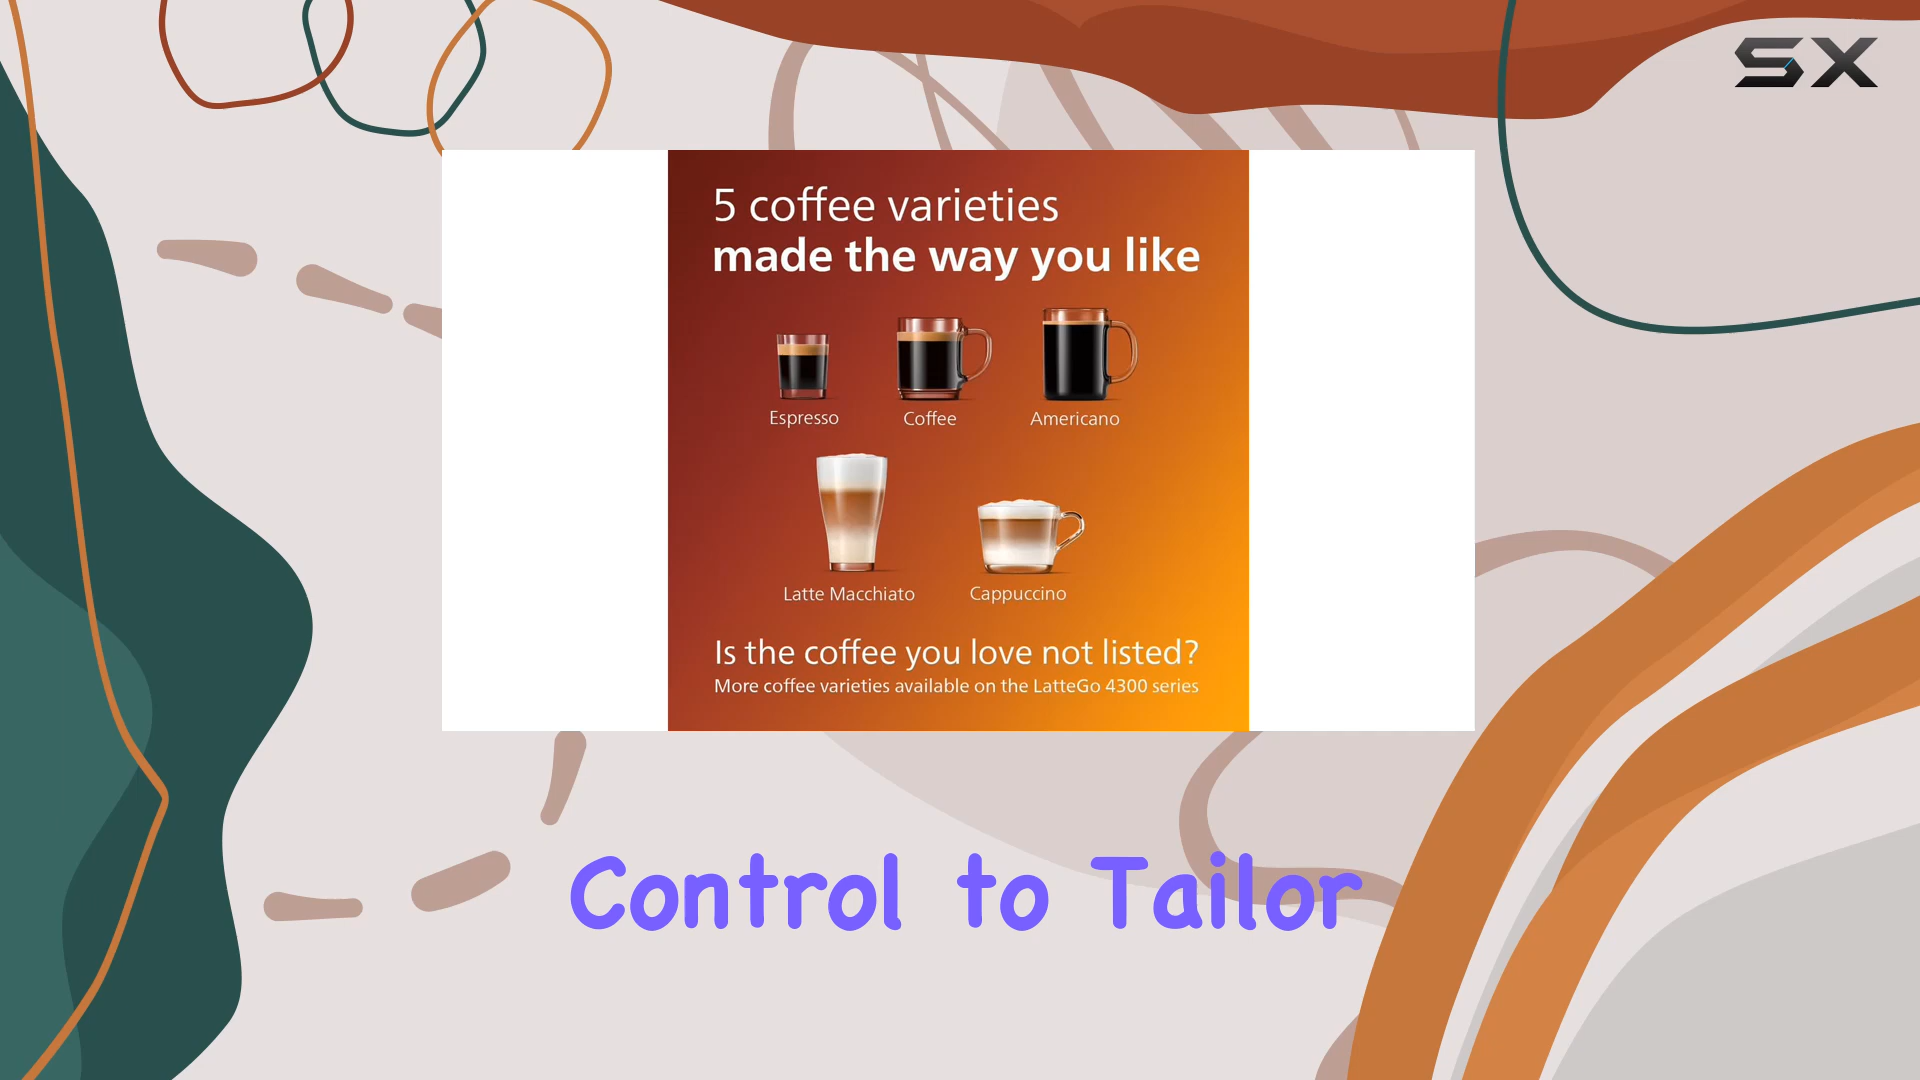 SX
5 coffee varieties
made the way you like
Espresso
Coffee
Americano
Latte Macchiato
Cappuccino
Is the coffee you love not listed?
More coffee varieties available on the LatteGo 4300 series
Control to Tailor